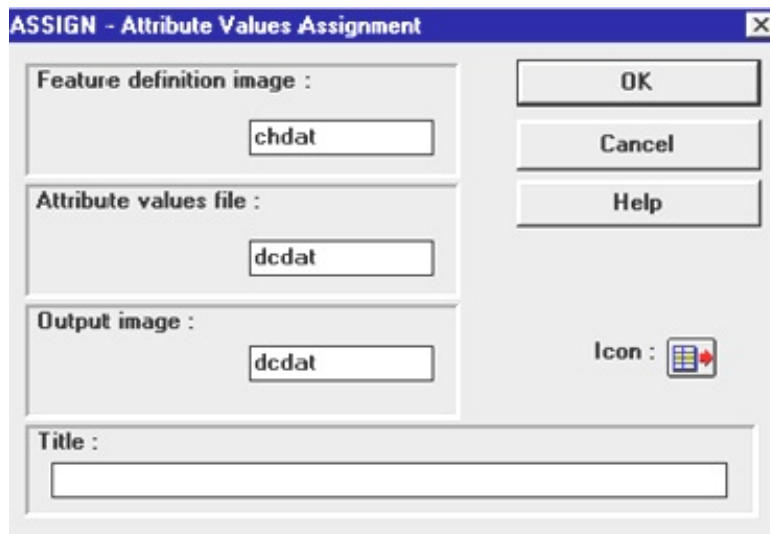 ASSIGN - Attribute Values Assignment
Feature definition image :
chdat
OK
Cancel
Attribute values file :
dcdat
Help
Output image :
dcdat
Icon :
Title :